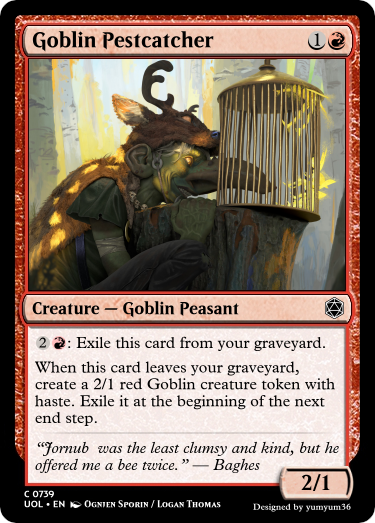 Goblin Pestcatcher 1
Creature — Goblin Peasant
2 : Exile this card from your graveyard.
When this card leaves your graveyard,
create a 2/1 red Goblin creature token with
haste. Exile it at the beginning of the next
end step.
“Jornub  was the least clumsy and kind, but he
offered me a bee twice.” — Baghes
2/1
C 0739
UOL • EN Ognjen Sporin / Logan Thomas
Designed by yumyum36